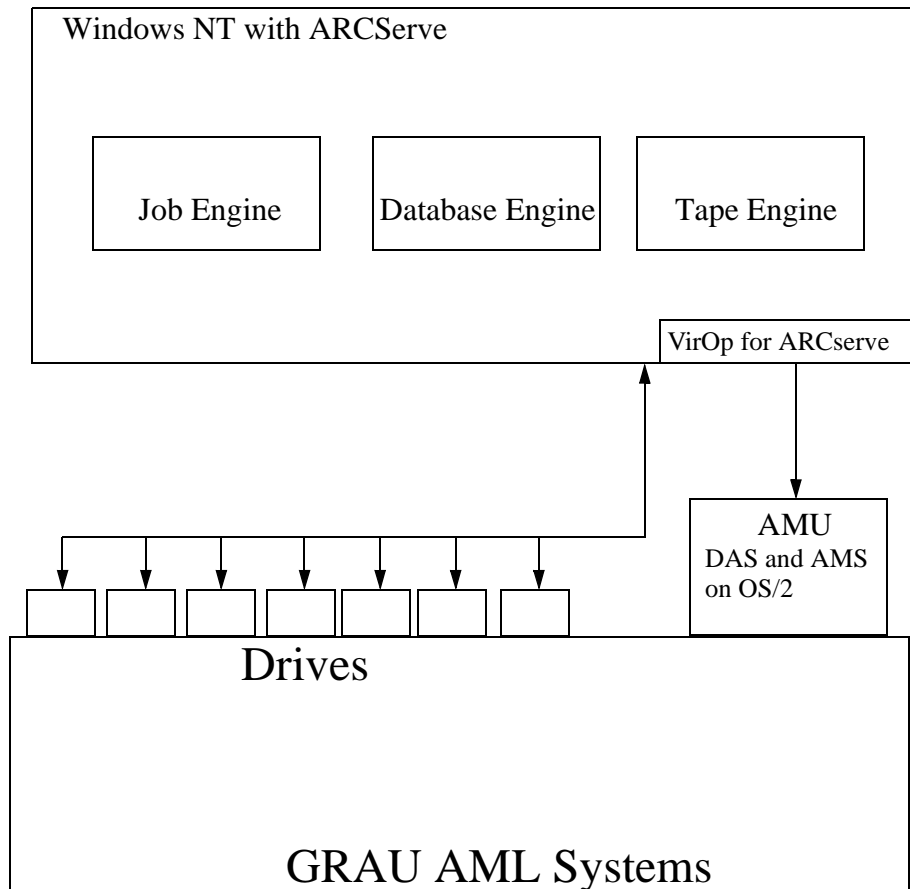 Windows NT with ARCServe
Job Engine
Database Engine
Tape Engine
VirOp for ARCserve
AMU
DAS and AMS
on OS/2
Drives
GRAU AML Systems